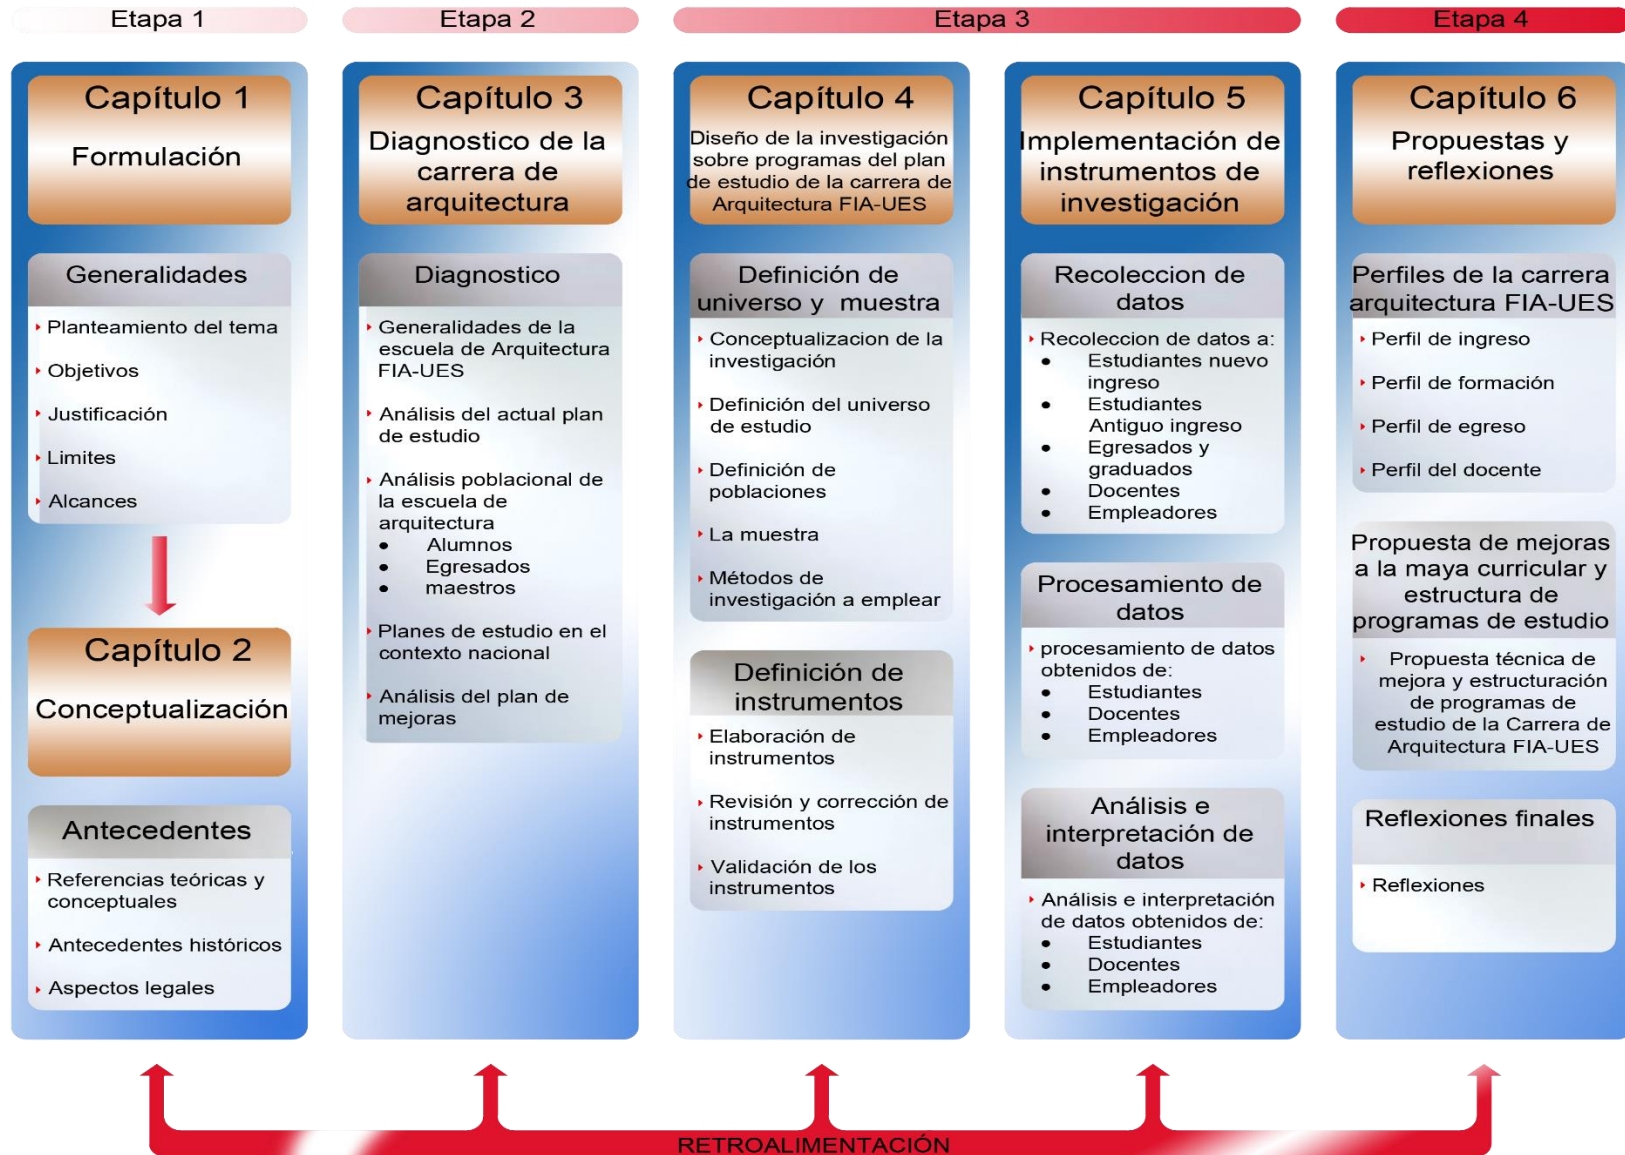 Etapa 1
Etapa 2
Etapa 3
Etapa 4
Capítulo 1
Formulación
Generalidades
Planteamiento del tema
Objetivos
Justificación
Limites
Alcances
Capítulo 2
Conceptualización
Antecedentes
Referencias teóricas y
conceptuales
Antecedentes históricos
Aspectos legales
Capítulo 3
Diagnostico de la
carrera de
arquitectura
Diagnostico
Generalidades de la
escuela de Arquitectura
FIA-UES
Análisis del actual plan
de estudio
Análisis poblacional de
la escuela de
arquitectura
Alumnos
Egresados
maestros
Planes de estudio en el
contexto nacional
Análisis del plan de
mejoras
Capítulo 4
Diseño de la investigación
sobre programas del plan
de estudio de la carrera de
Arquitectura FIA-UES
Definición de
universo y muestra
Conceptualizacion de la
investigación
Definición del universo
de estudio
Definición de
poblaciones
La muestra
Métodos de
investigación a emplear
Definición de
instrumentos
Elaboración de
instrumentos
Revisión y corrección de
instrumentos
Validación de los
instrumentos
Capítulo 5
Implementación de
instrumentos de
investigación
Recoleccion de
datos
Recoleccion de datos a:
Estudiantes nuevo
ingreso
Estudiantes
Antiguo ingreso
Egresados y
graduados
Docentes
Empleadores
Procesamiento de
datos
procesamiento de datos
obtenidos de:
Estudiantes
Docentes
Empleadores
Análisis e
interpretación de
datos
Análisis e interpretación
de datos obtenidos de:
Estudiantes
Docentes
Empleadores
Capítulo 6
Propuestas y
reflexiones
Perfiles de la carrera
arquitectura FIA-UES
Perfil de ingreso
Perfil de formación
Perfil de egreso
Perfil del docente
Propuesta de mejoras
a la maya curricular y
estructura de
programas de estudio
Propuesta técnica de
mejora y estructuración
de programas de
estudio de la Carrera de
Arquitectura FIA-UES
Reflexiones finales
Reflexiones
RETROALIMENTACIÓN